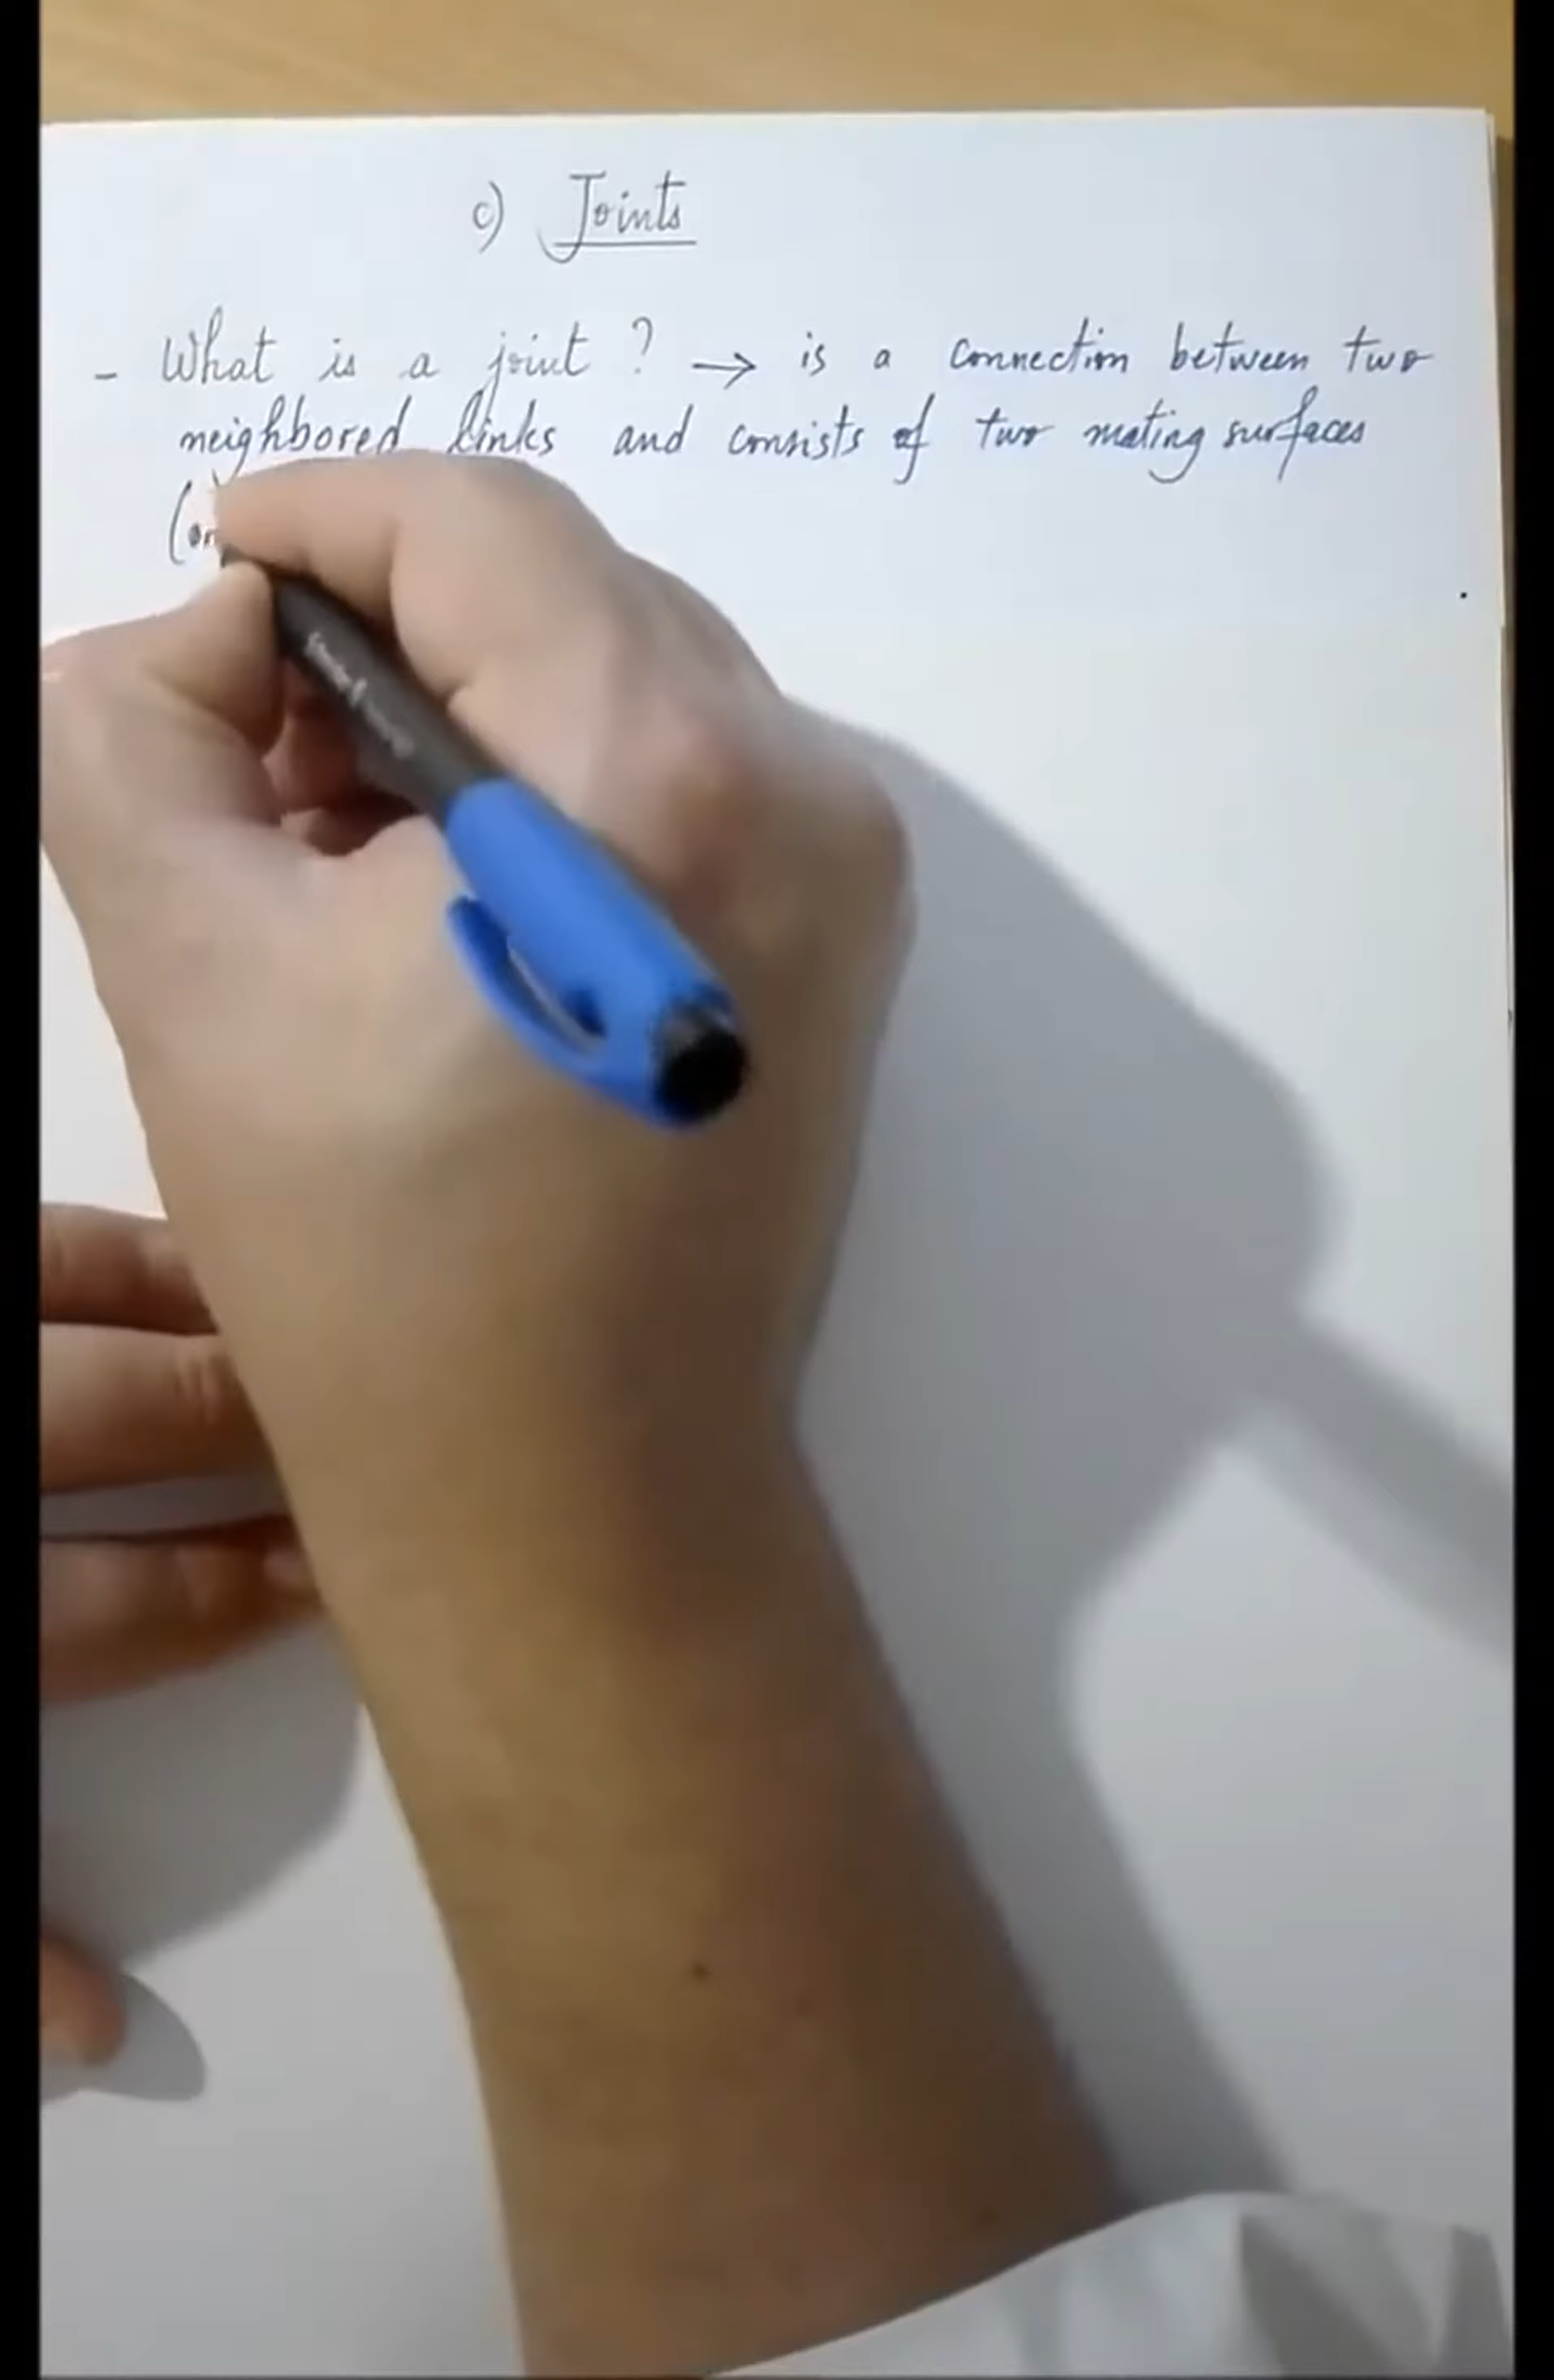 c) Joints
- What is a joint ? → is a connection between two
neighbored links and consists of two mating surfaces